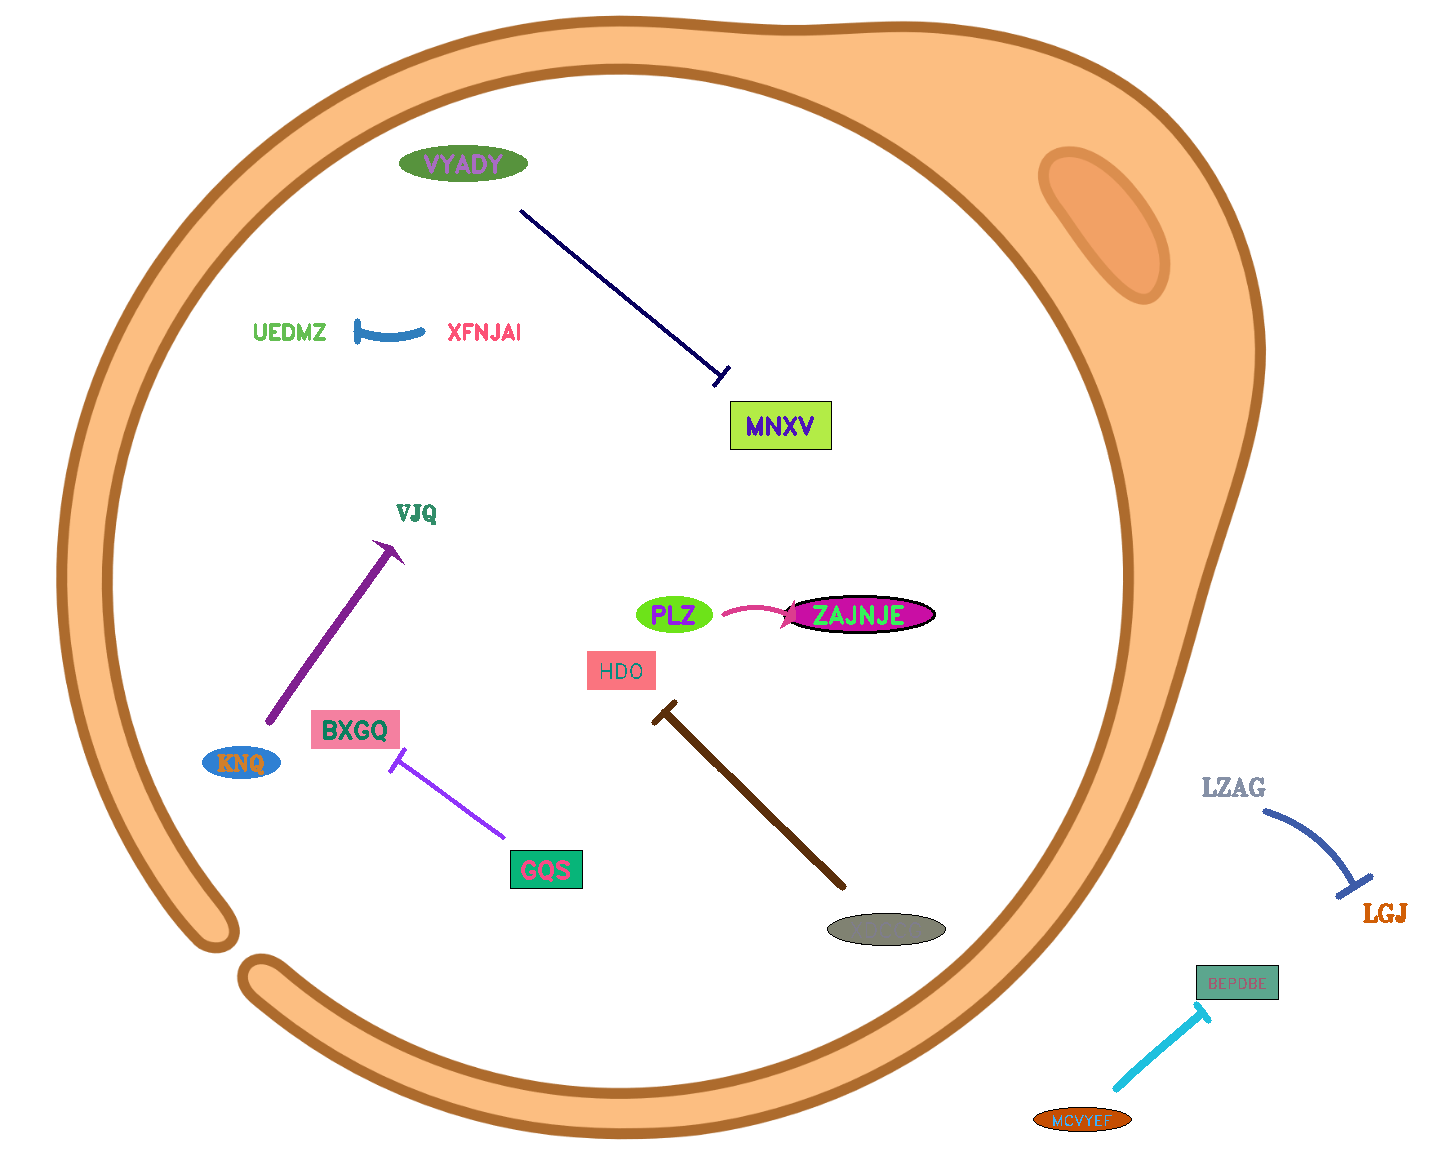 VYADY
UEDMZ
XFNJAI
MNXV
VJQ
PLZ
ZAJNJE
HDO
BXGQ
KNQ
LZAG
GQS
LGJ
BEPDBE
MCVYEF